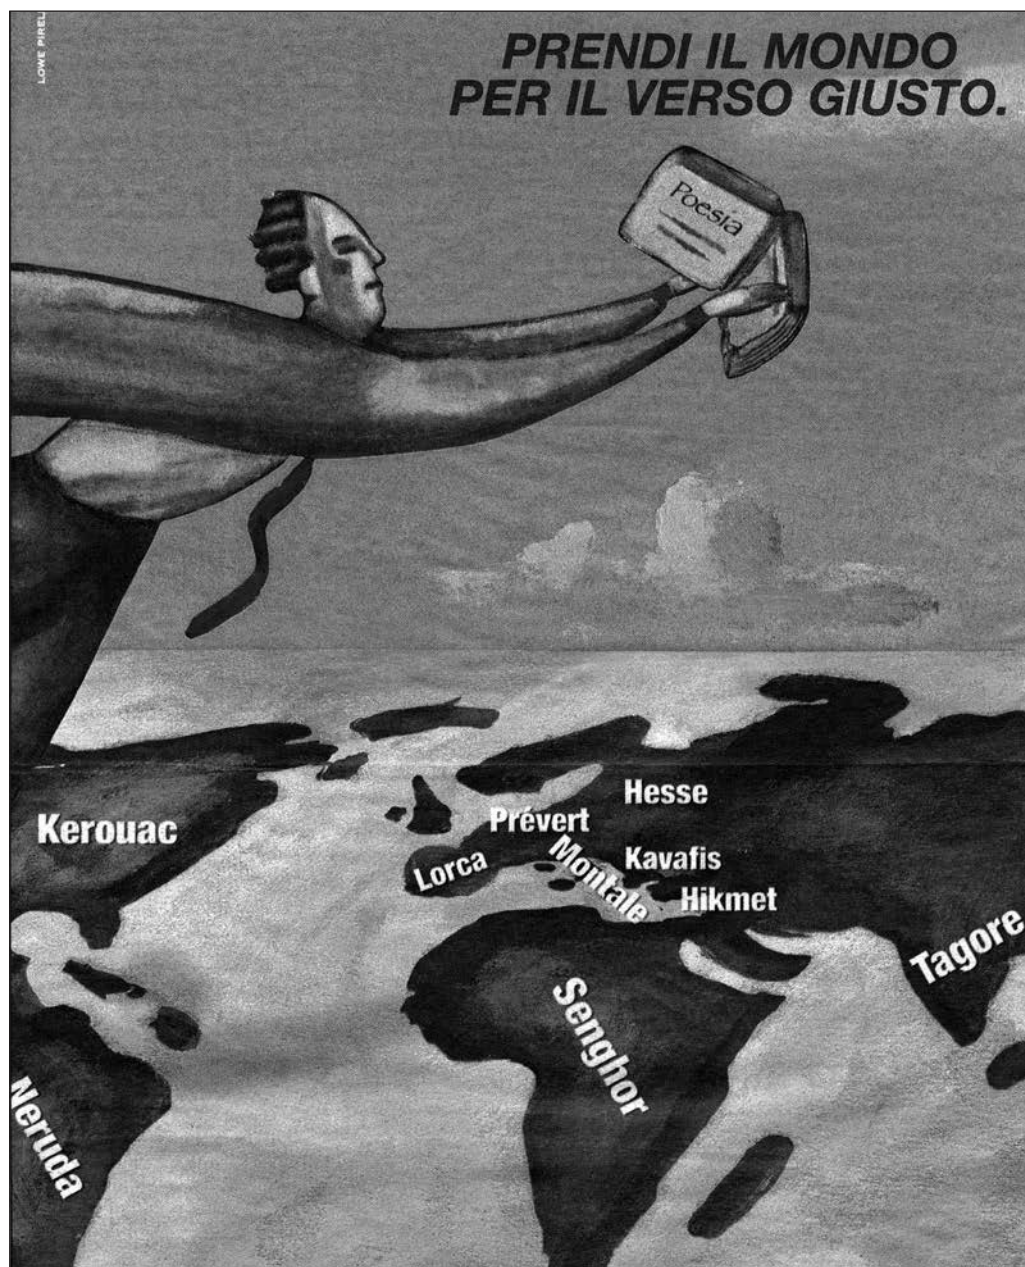 LOWE PIREL
PRENDI IL MONDO
PER IL VERSO GIUSTO.
Poesia
Hesse
Kerouac
Prévert
Lorca
Montale
Kavafis
Hikmet
Tagore
Senghor
Neruda